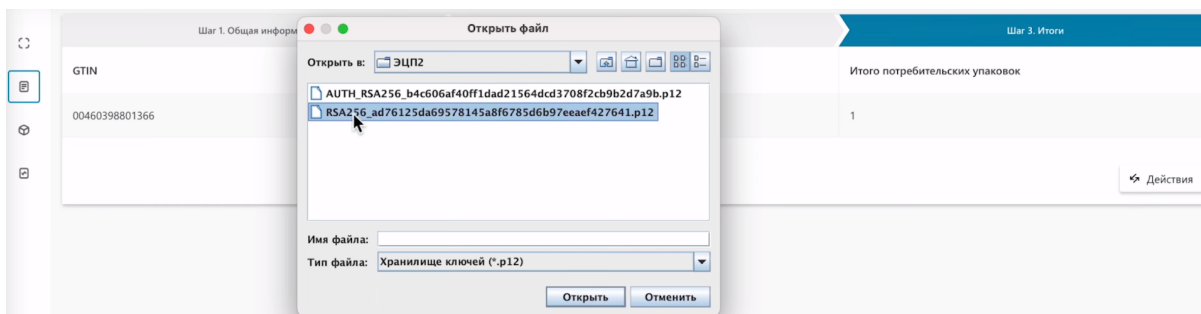 Шаг 1. Общая информ
Открыть файл
Шаг 3. Итоги
Открыть в: ЭЦП2
GTIN
Итого потребительских упаковок
AUTH_RSA256_b4c606af40ff1dad21564dcd3708f2cb9b2d7a9b.p12
RSA256_ad76125da69578145a8f6785d6b97eeaef427641.p12
00460398801366
1
Действия
Имя файла:
Тип файла: Хранилище ключей (*.p12)
Открыть Отменить